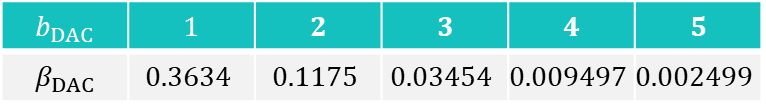 b_DAC 1 2 3 4 5
β_DAC 0.3634 0.1175 0.03454 0.009497 0.002499